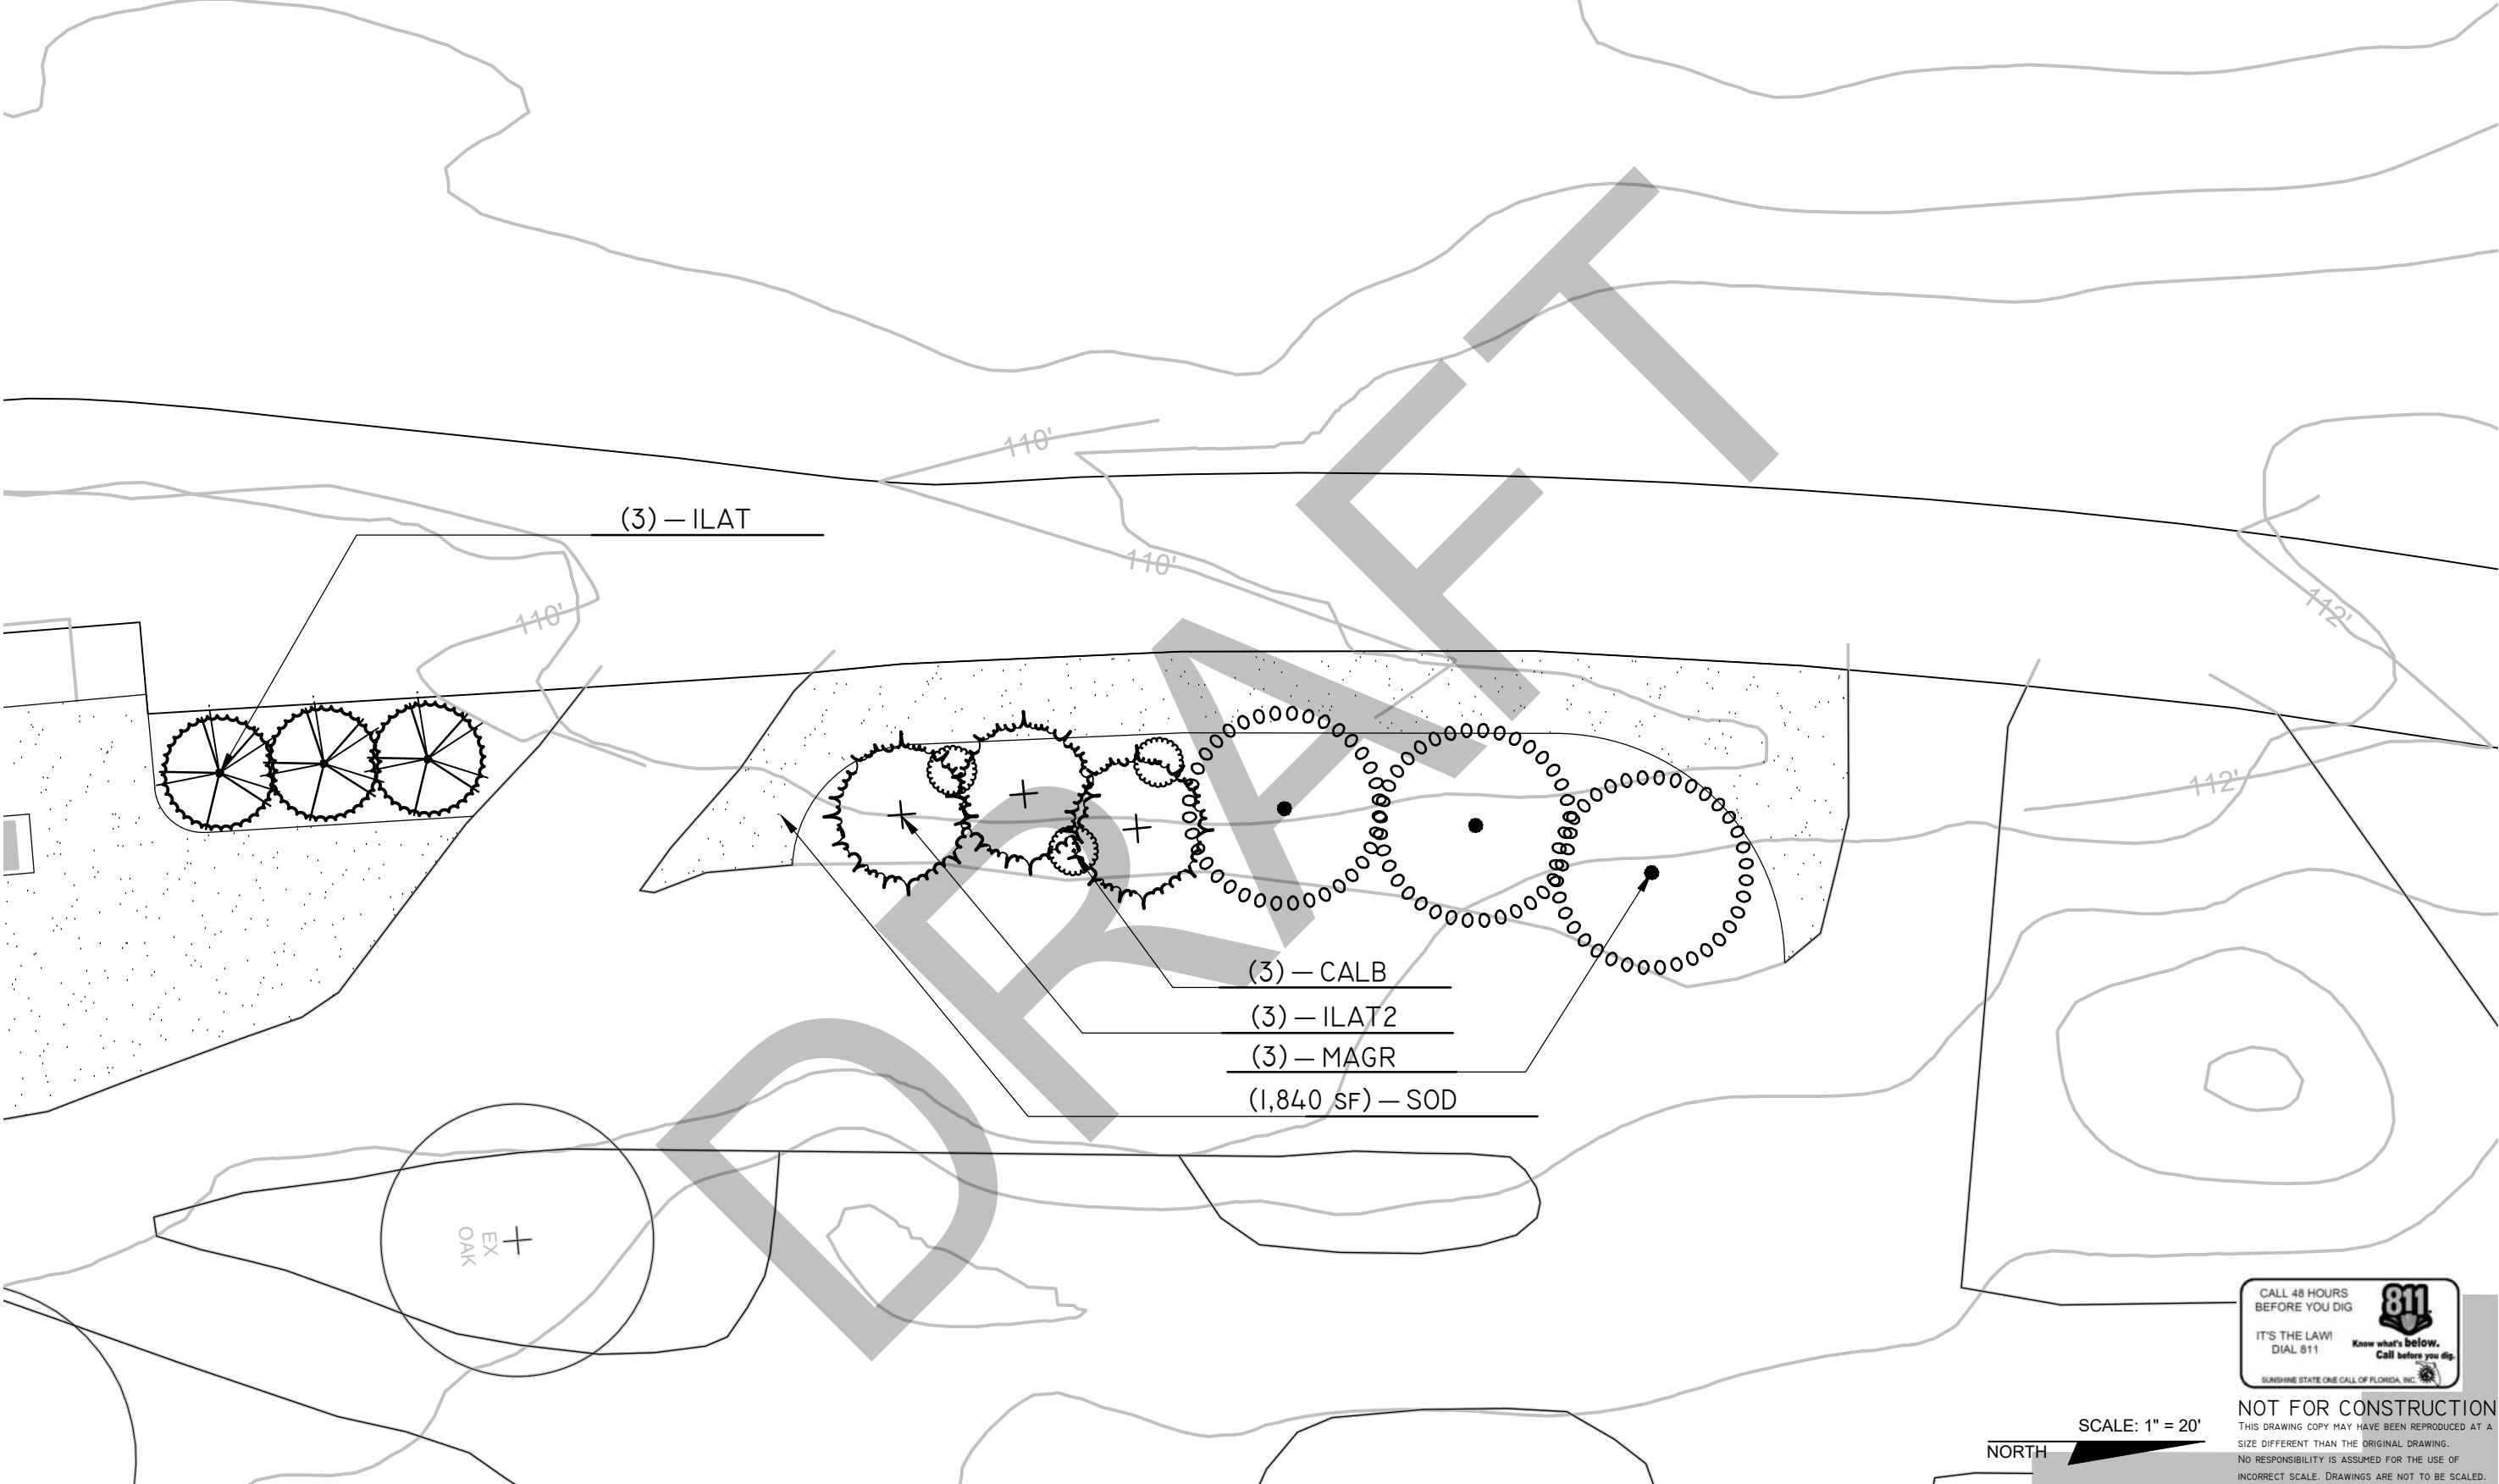 110'
(3) — ILAT
110'
110'
112'
112'
(3) — CALB
(3) — ILAT2
(3) — MAGR
(1,840 SF) — SOD
EX
OAK
DRAFT
CALL 48 HOURS
BEFORE YOU DIG
IT'S THE LAW!
DIAL 811
811.
Know what's below.
Call before you dig.
SUNSHINE STATE ONE CALL OF FLORIDA, INC.
SCALE: 1" = 20'
NORTH
NOT FOR CONSTRUCTION
THIS DRAWING COPY MAY HAVE BEEN REPRODUCED AT A
SIZE DIFFERENT THAN THE ORIGINAL DRAWING.
NO RESPONSIBILITY IS ASSUMED FOR THE USE OF
INCORRECT SCALE. DRAWINGS ARE NOT TO BE SCALED.